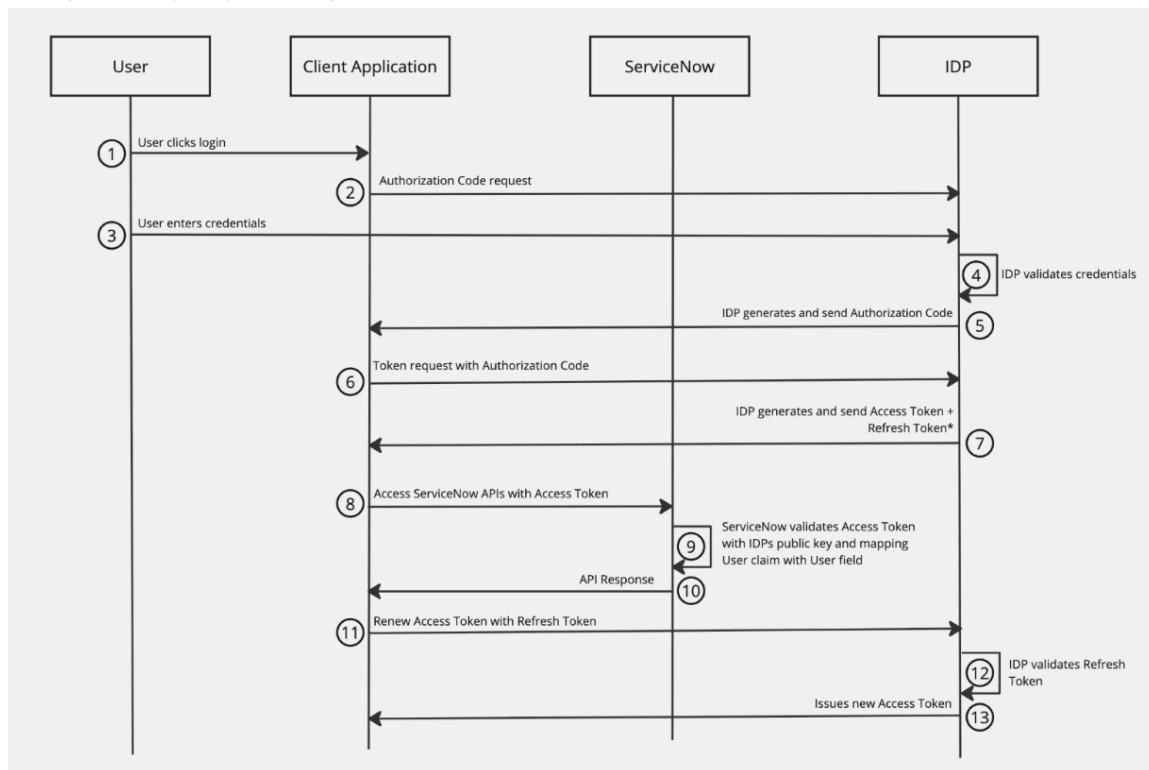 User
Client Application
ServiceNow
IDP
User clicks login
1
Authorization Code request
2
User enters credentials
3
4
IDP validates credentials
IDP generates and send Authorization Code
5
Token request with Authorization Code
6
IDP generates and send Access Token +
Refresh Token*
7
Access ServiceNow APIs with Access Token
8
ServiceNow validates Access Token
with IDPs public key and mapping
User claim with User field
9
API Response
10
Renew Access Token with Refresh Token
11
12
IDP validates Refresh
Token
Issues new Access Token
13